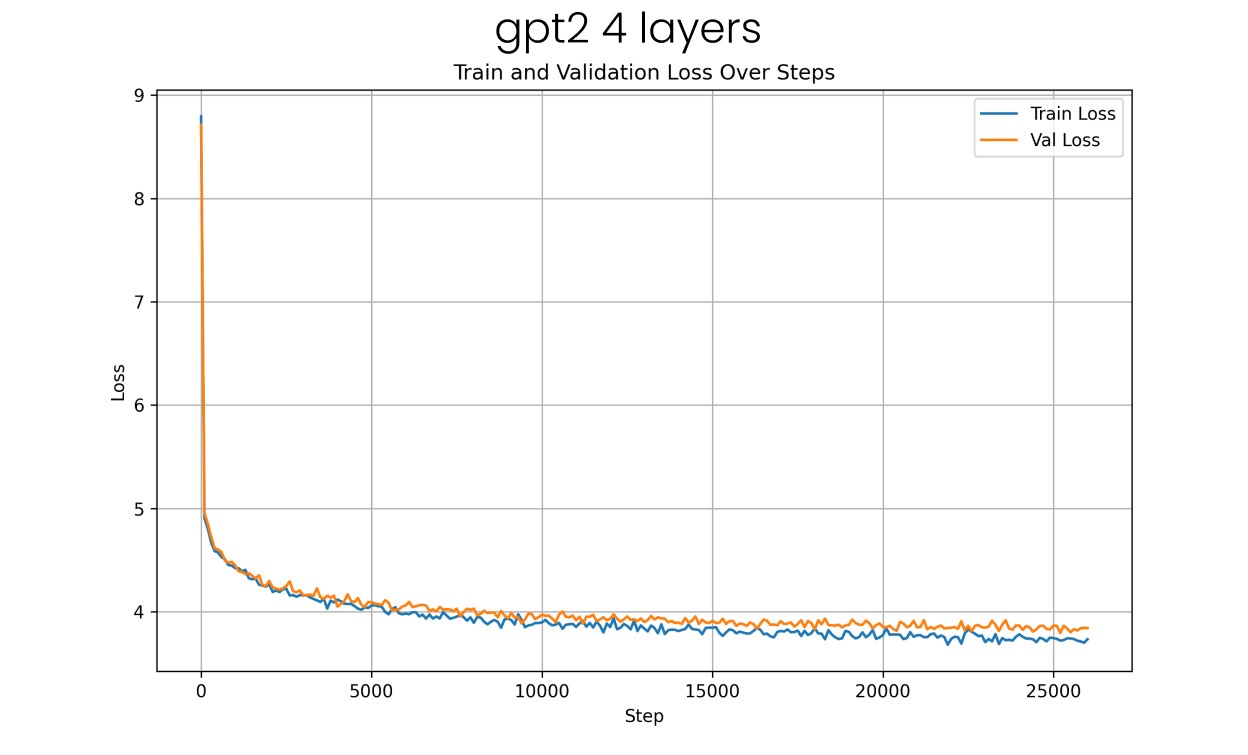 gpt2 4 layers
Train and Validation Loss Over Steps
Train Loss
Val Loss
Loss
9
8
7
6
5
4
0 5000 10000 15000 20000 25000
Step